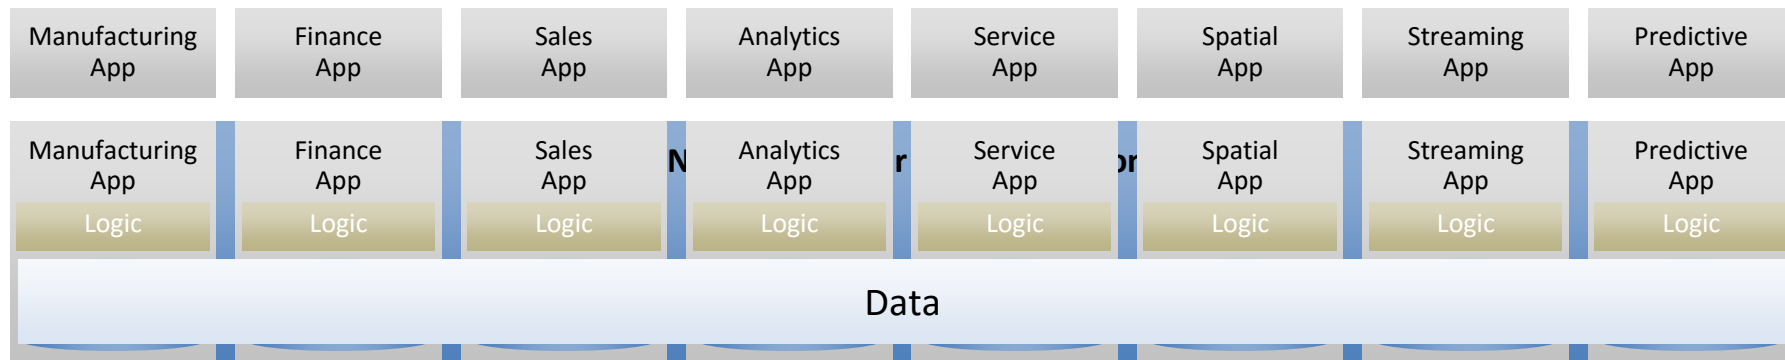 Manufacturing App
Finance App
Sales App
Analytics App
Service App
Spatial App
Streaming App
Predictive App
Manufacturing App
Finance App
Sales App
Analytics App
Service App
Spatial App
Streaming App
Predictive App
Logic
Logic
Logic
Logic
Logic
Logic
Logic
Logic
Data